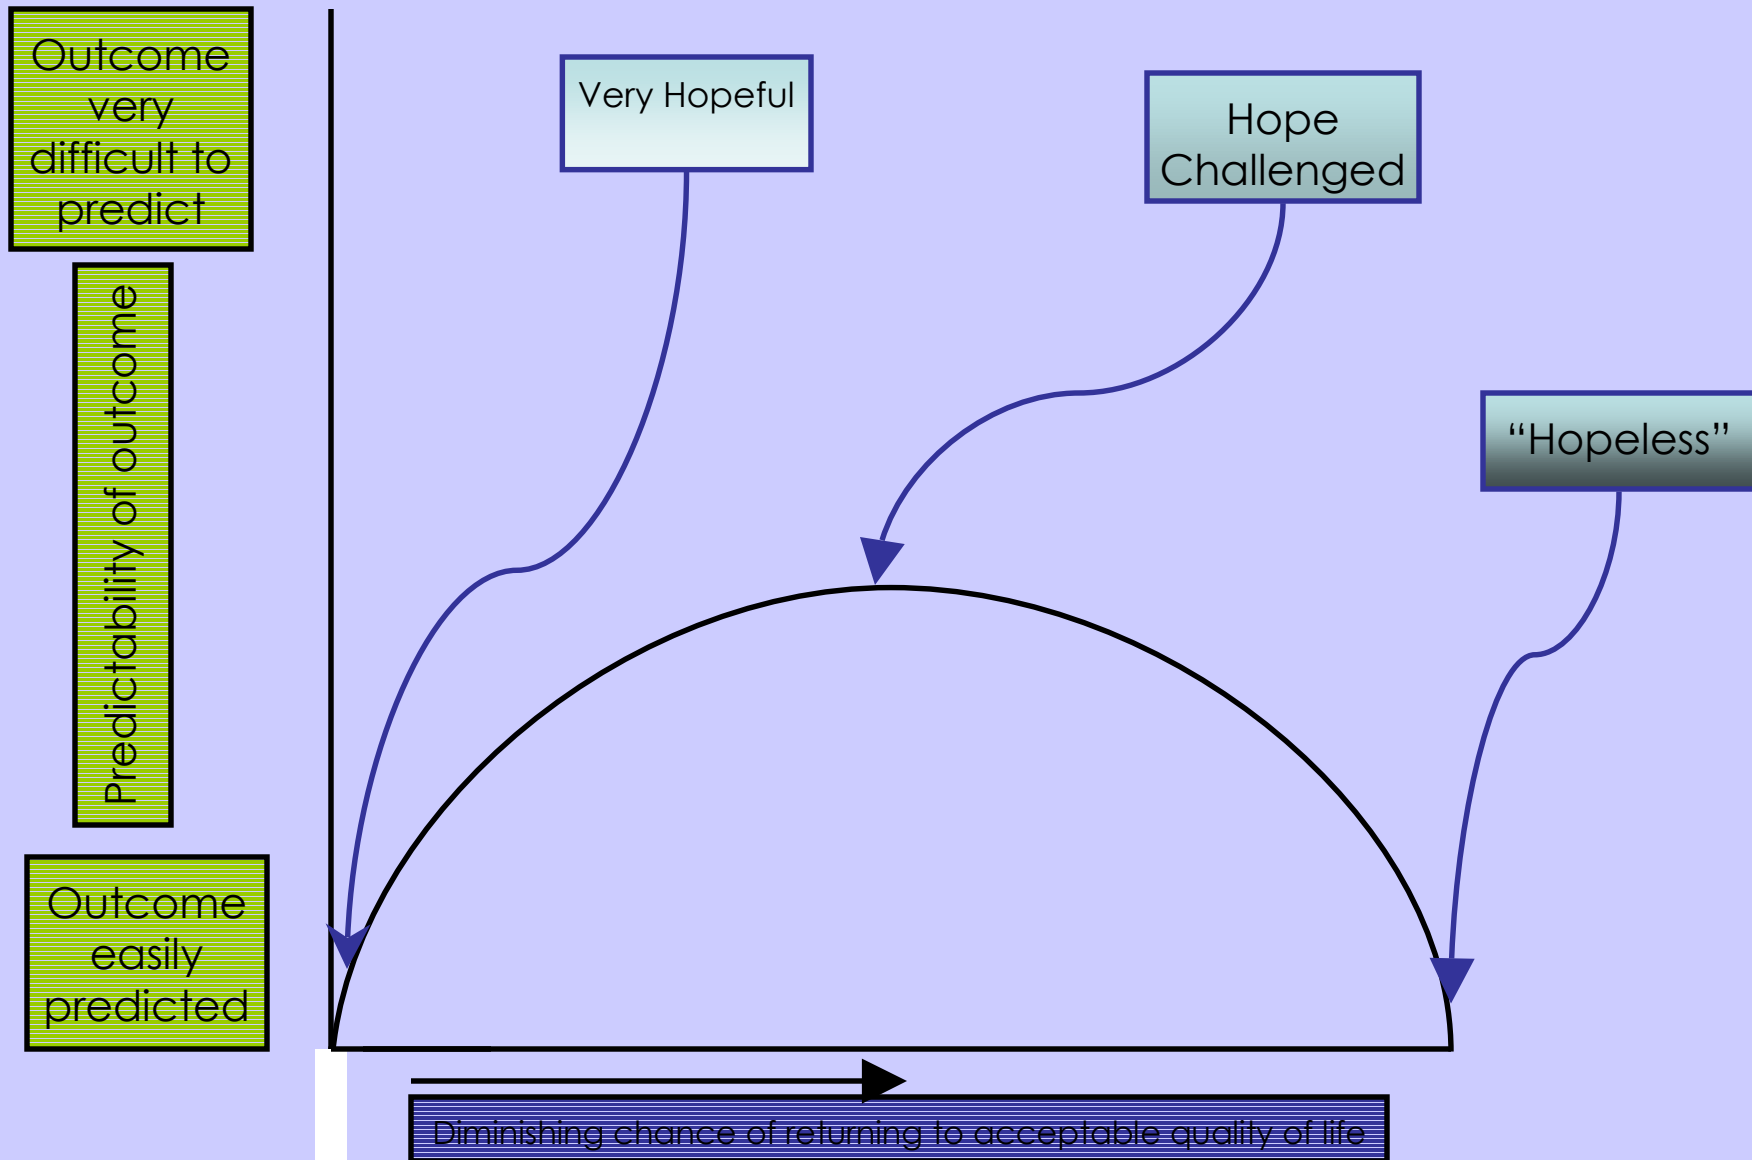 Outcome
very
difficult to
predict
Predictability of outcome
Outcome
easily
predicted
Very Hopeful
Hope
Challenged
“Hopeless”
Diminishing chance of returning to acceptable quality of life